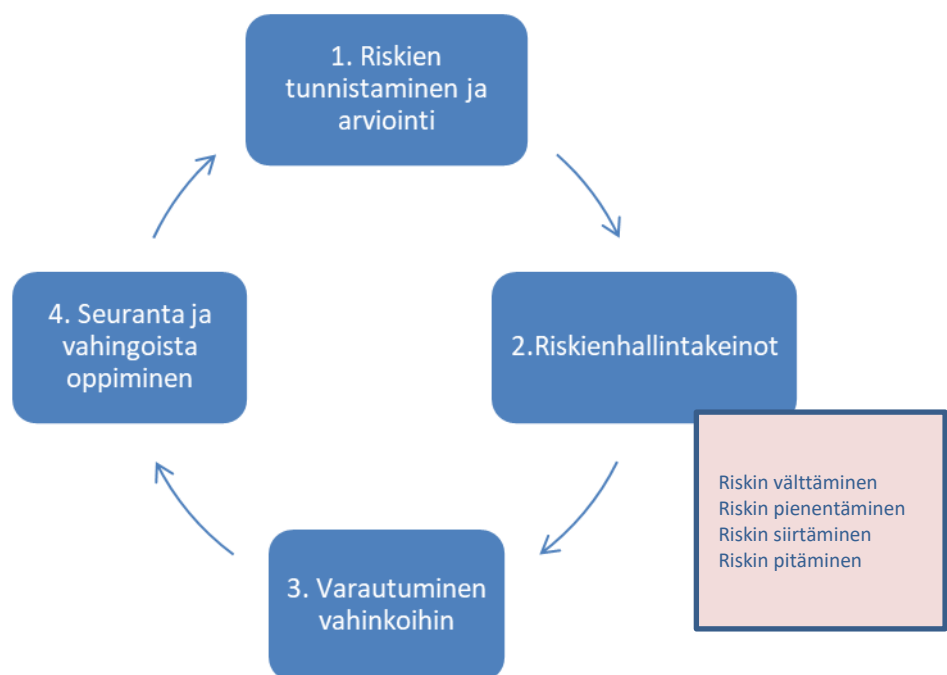 1. Riskien
tunnistaminen ja
arviointi
2.Riskienhallintakeinot
Riskin välttäminen
Riskin pienentäminen
Riskin siirtäminen
Riskin pitäminen
3. Varautuminen
vahinkoihin
4. Seuranta ja
vahingoista
oppiminen